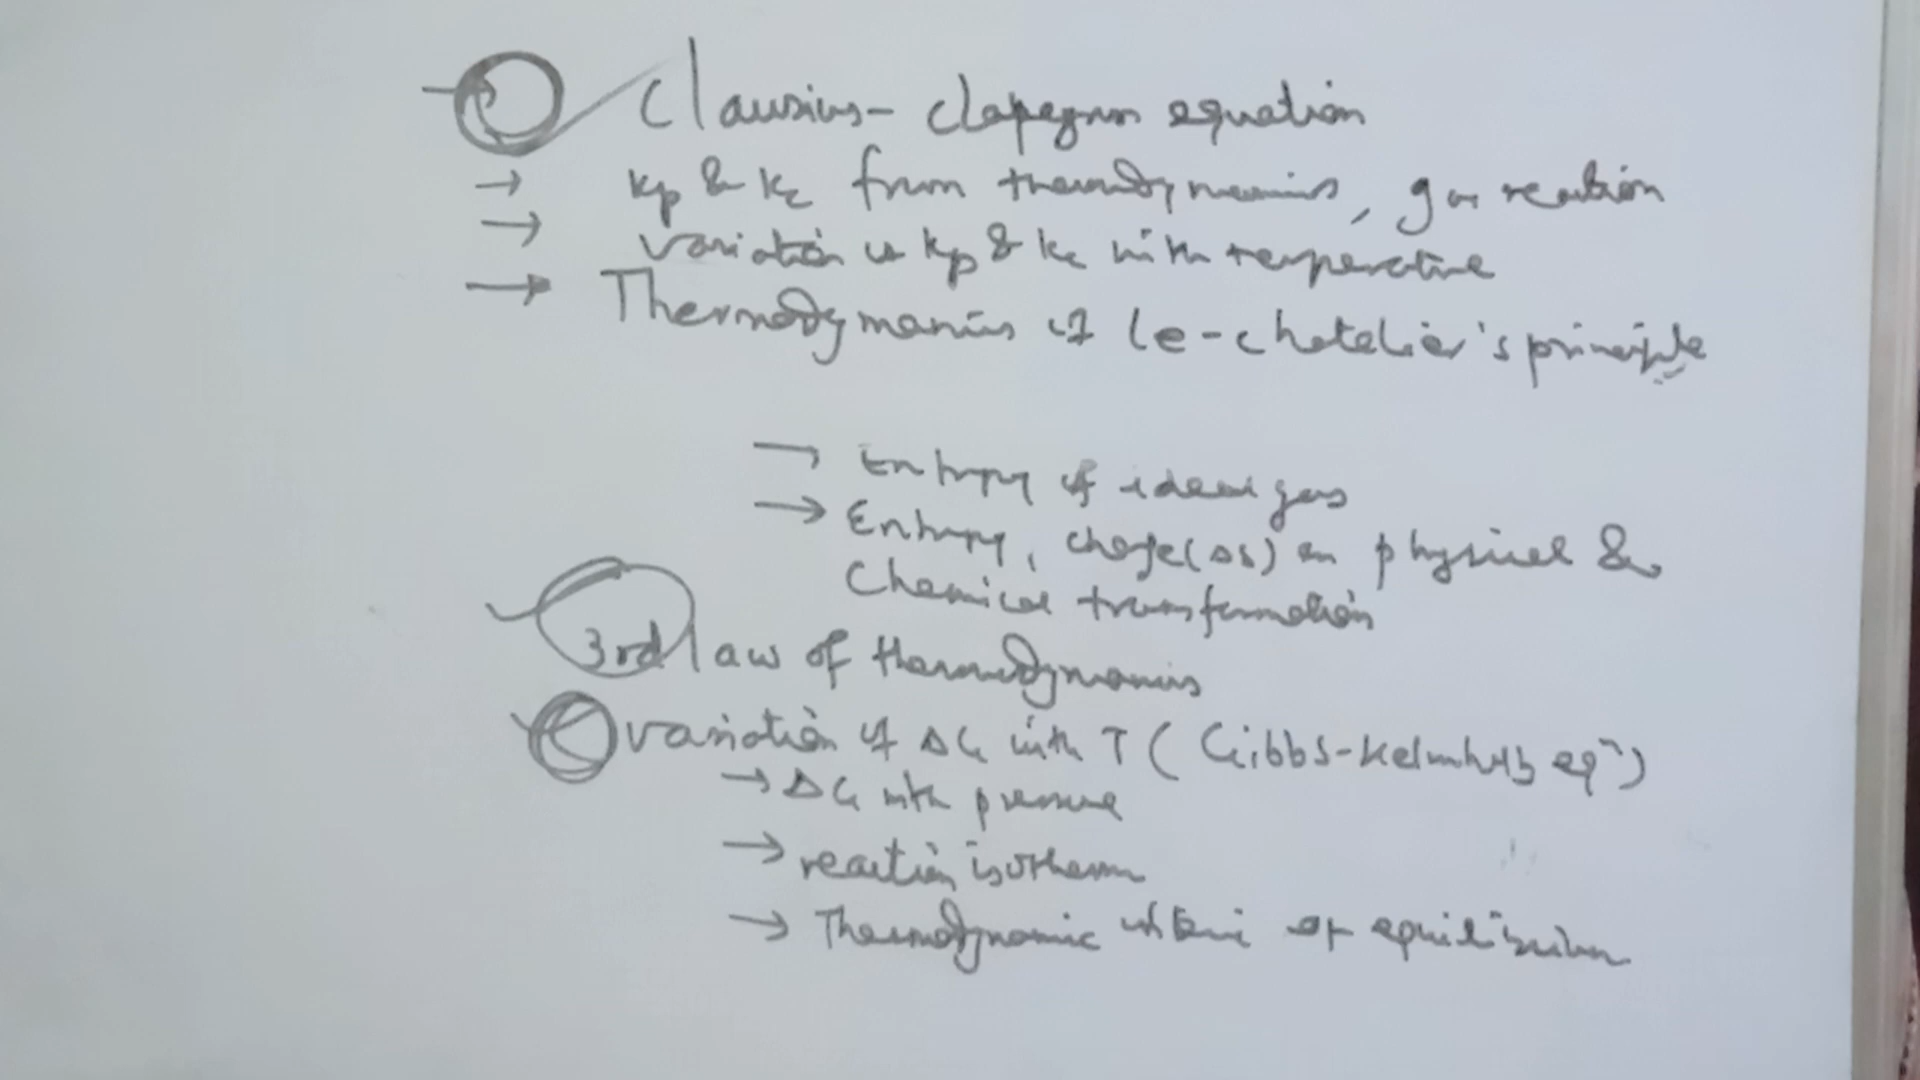 → Clausius - Clapeyron equation
→ Kp & Kc from thermodynamics, gas reaction
→ variation of Kp & Kc with temperature
→ Thermodynamics of le-chatelier's principle
→ Entropy of ideal gas
→ Entropy, change (ΔS) in physical &
Chemical transformation
3rd law of thermodynamics
variation of ΔG with T ( Gibbs-Helmholtz eqn)
→ ΔG with pressure
→ reaction isotherm
→ Thermodynamic of equilibrium